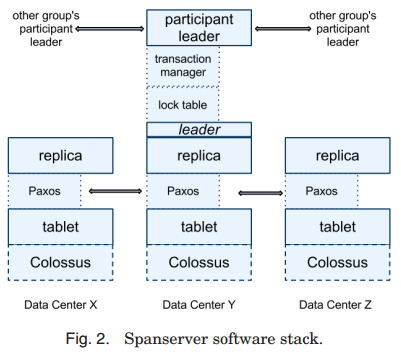 other group's
participant
leader
participant
leader
other group's
participant
leader
transaction
manager
lock table
leader
replica
replica
replica
Paxos
Paxos
Paxos
tablet
tablet
tablet
Colossus
Colossus
Colossus
Data Center X
Data Center Y
Data Center Z
Fig. 2. Spanserver software stack.